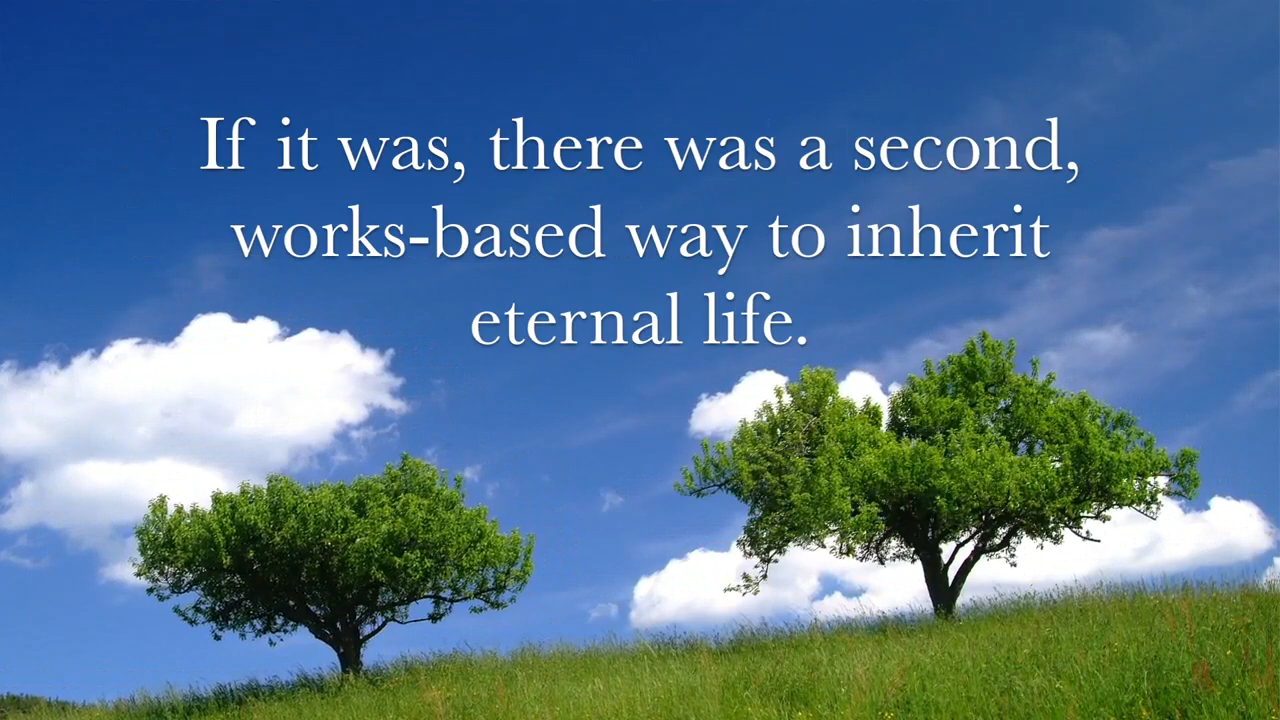 If it was, there was a second,
works-based way to inherit
eternal life.